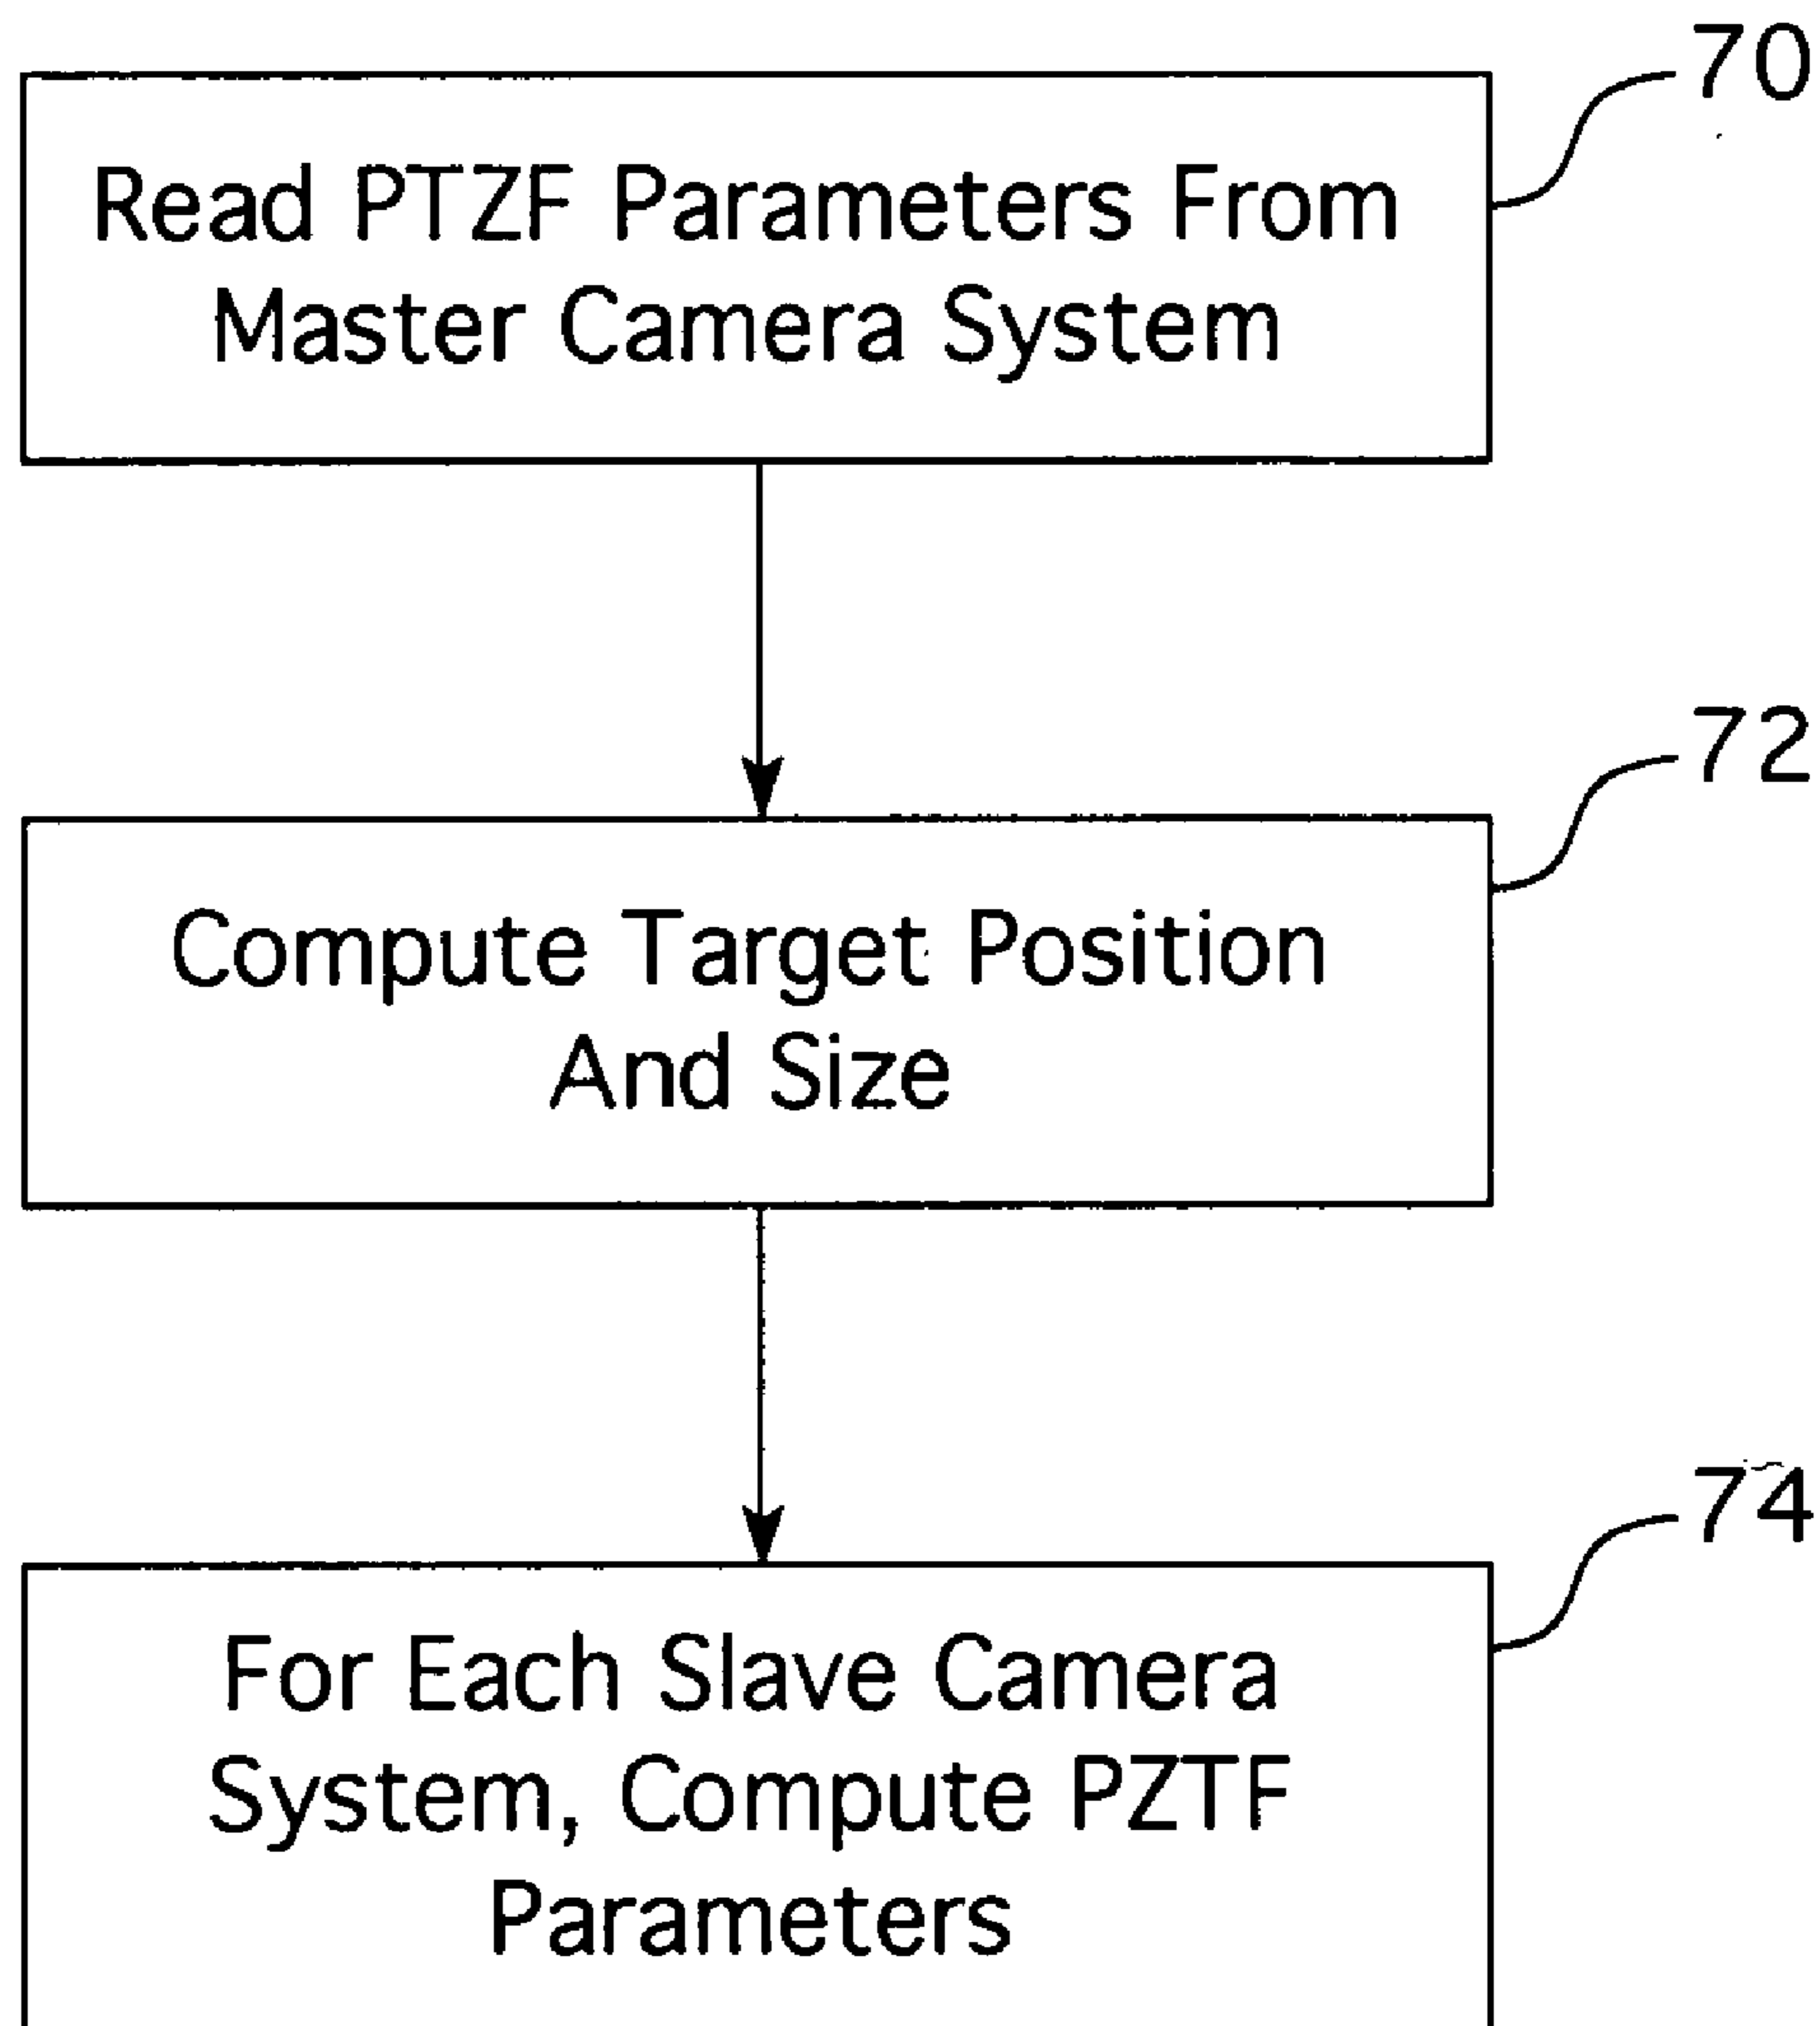 70
Read PTZF Parameters From
Master Camera System
72
Compute Target Position
And Size
74
For Each Slave Camera
System, Compute PZTF
Parameters